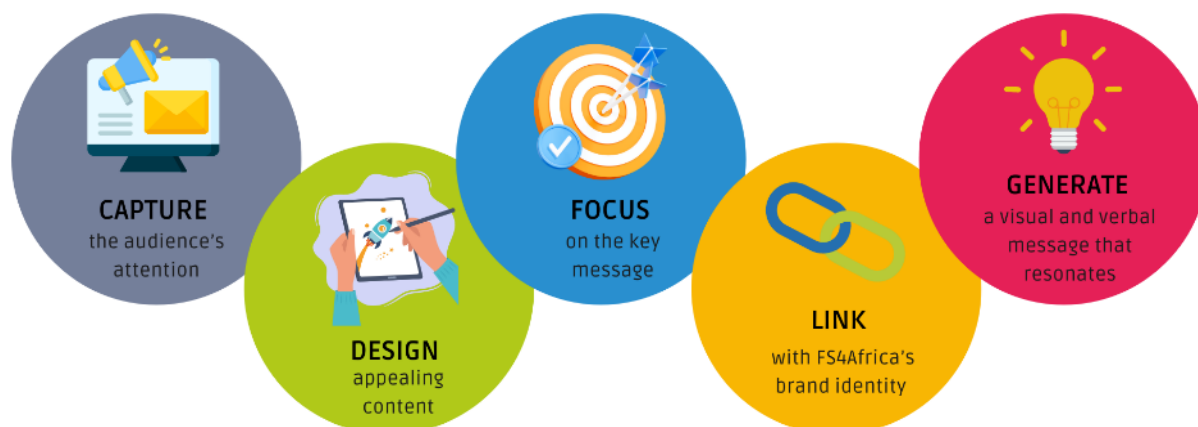 CAPTURE
the audience's
attention
DESIGN
appealing
content
FOCUS
on the key
message
LINK
with FS4Africa's
brand identity
GENERATE
a visual and verbal
message that
resonates